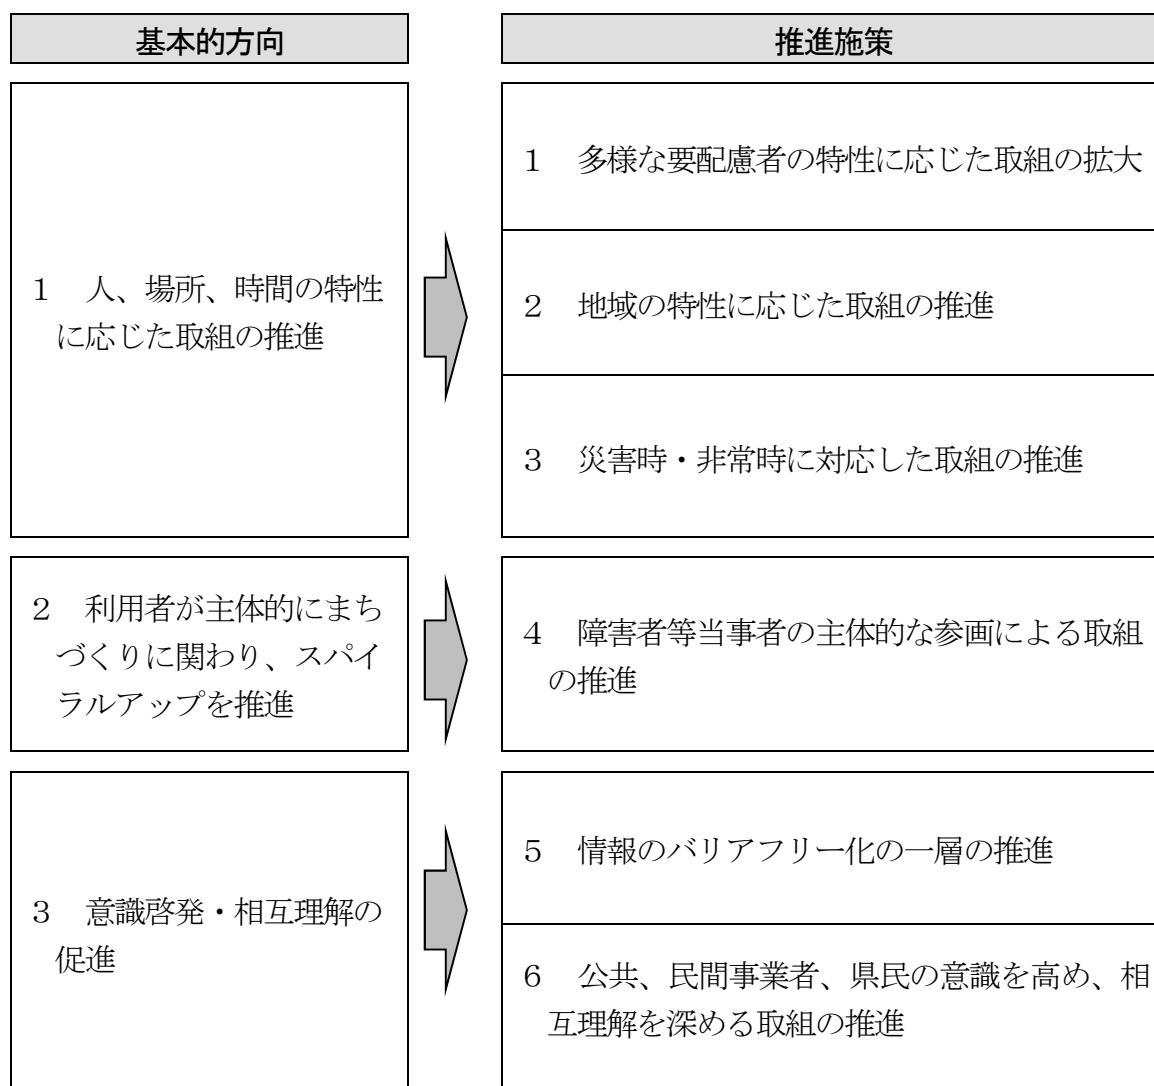 基本的方向
推進施策
1　人、場所、時間の特性
に応じた取組の推進
1　多様な要配慮者の特性に応じた取組の拡大
2　地域の特性に応じた取組の推進
3　災害時・非常時に対応した取組の推進
2　利用者が主体的にまち
づくりに関わり、スパイ
ラルアップを推進
4　障害者等当事者の主体的な参画による取組
の推進
3　意識啓発・相互理解の
促進
5　情報のバリアフリー化の一層の推進
6　公共、民間事業者、県民の意識を高め、相
互理解を深める取組の推進